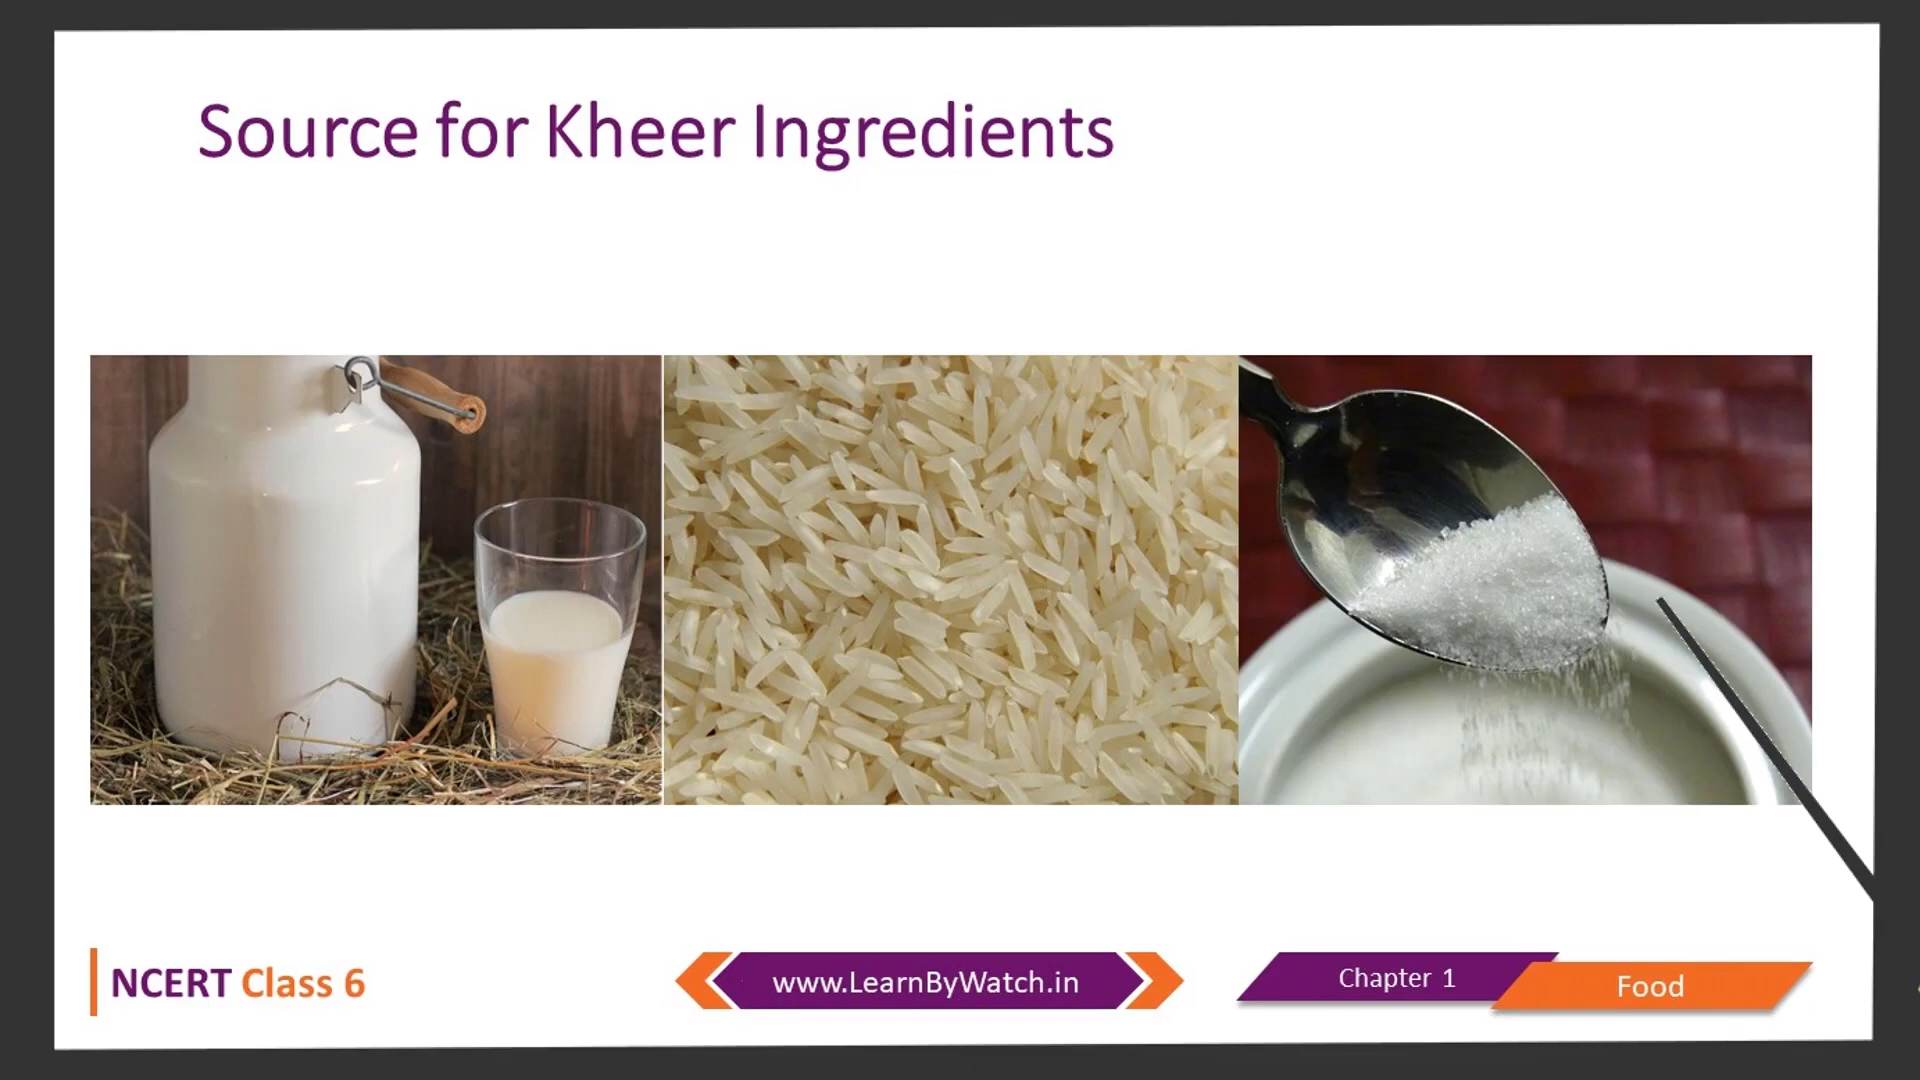 Source for Kheer Ingredients
NCERT Class 6
www.LearnByWatch.in
Chapter 1
Food